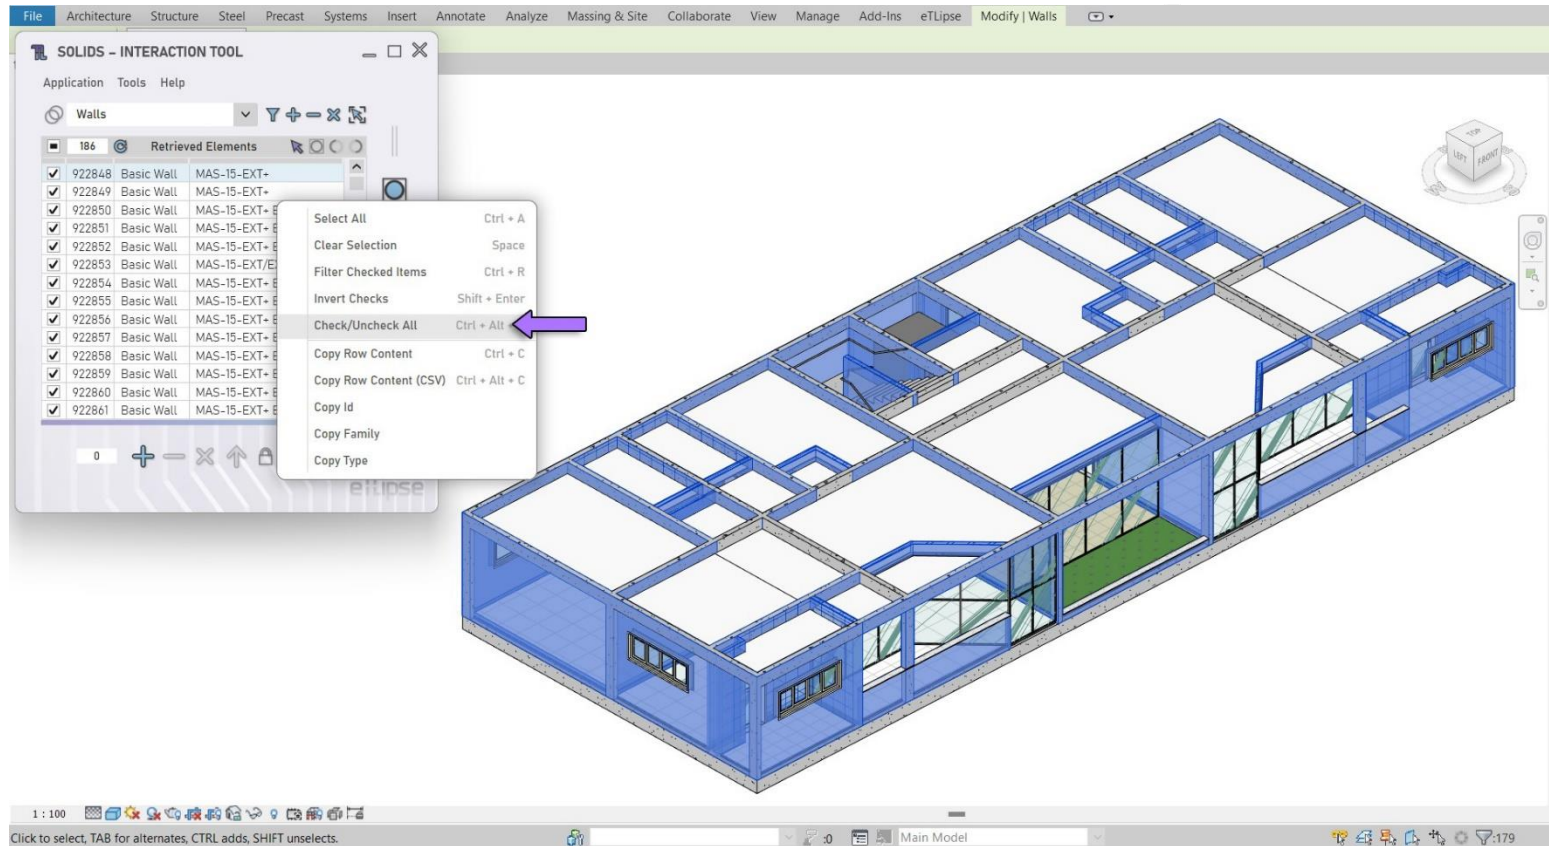 File Architecture Structure Steel Precast Systems Insert Annotate Analyze Massing & Site Collaborate View Manage Add-Ins eTLipse Modify | Walls
SOLIDS – INTERACTION TOOL
Application Tools Help
Walls
186 Retrieved Elements
922848 Basic Wall MAS-15-EXT+
922849 Basic Wall MAS-15-EXT+
922850 Basic Wall MAS-15-EXT+ E
922851 Basic Wall MAS-15-EXT+ E
922852 Basic Wall MAS-15-EXT+ E
922853 Basic Wall MAS-15-EXT/E
922854 Basic Wall MAS-15-EXT+ E
922855 Basic Wall MAS-15-EXT+ E
922856 Basic Wall MAS-15-EXT+ E
922857 Basic Wall MAS-15-EXT+ E
922858 Basic Wall MAS-15-EXT+ E
922859 Basic Wall MAS-15-EXT+ E
922860 Basic Wall MAS-15-EXT+ E
922861 Basic Wall MAS-15-EXT+ E
0
Select All Ctrl + A
Clear Selection Space
Filter Checked Items Ctrl + R
Invert Checks Shift + Enter
Check/Uncheck All Ctrl + Alt
Copy Row Content Ctrl + C
Copy Row Content (CSV) Ctrl + Alt + C
Copy Id
Copy Family
Copy Type
eTLipse
TOP
LEFT FRONT
1 : 100
Click to select, TAB for alternates, CTRL adds, SHIFT unselects.
:0 Main Model :179